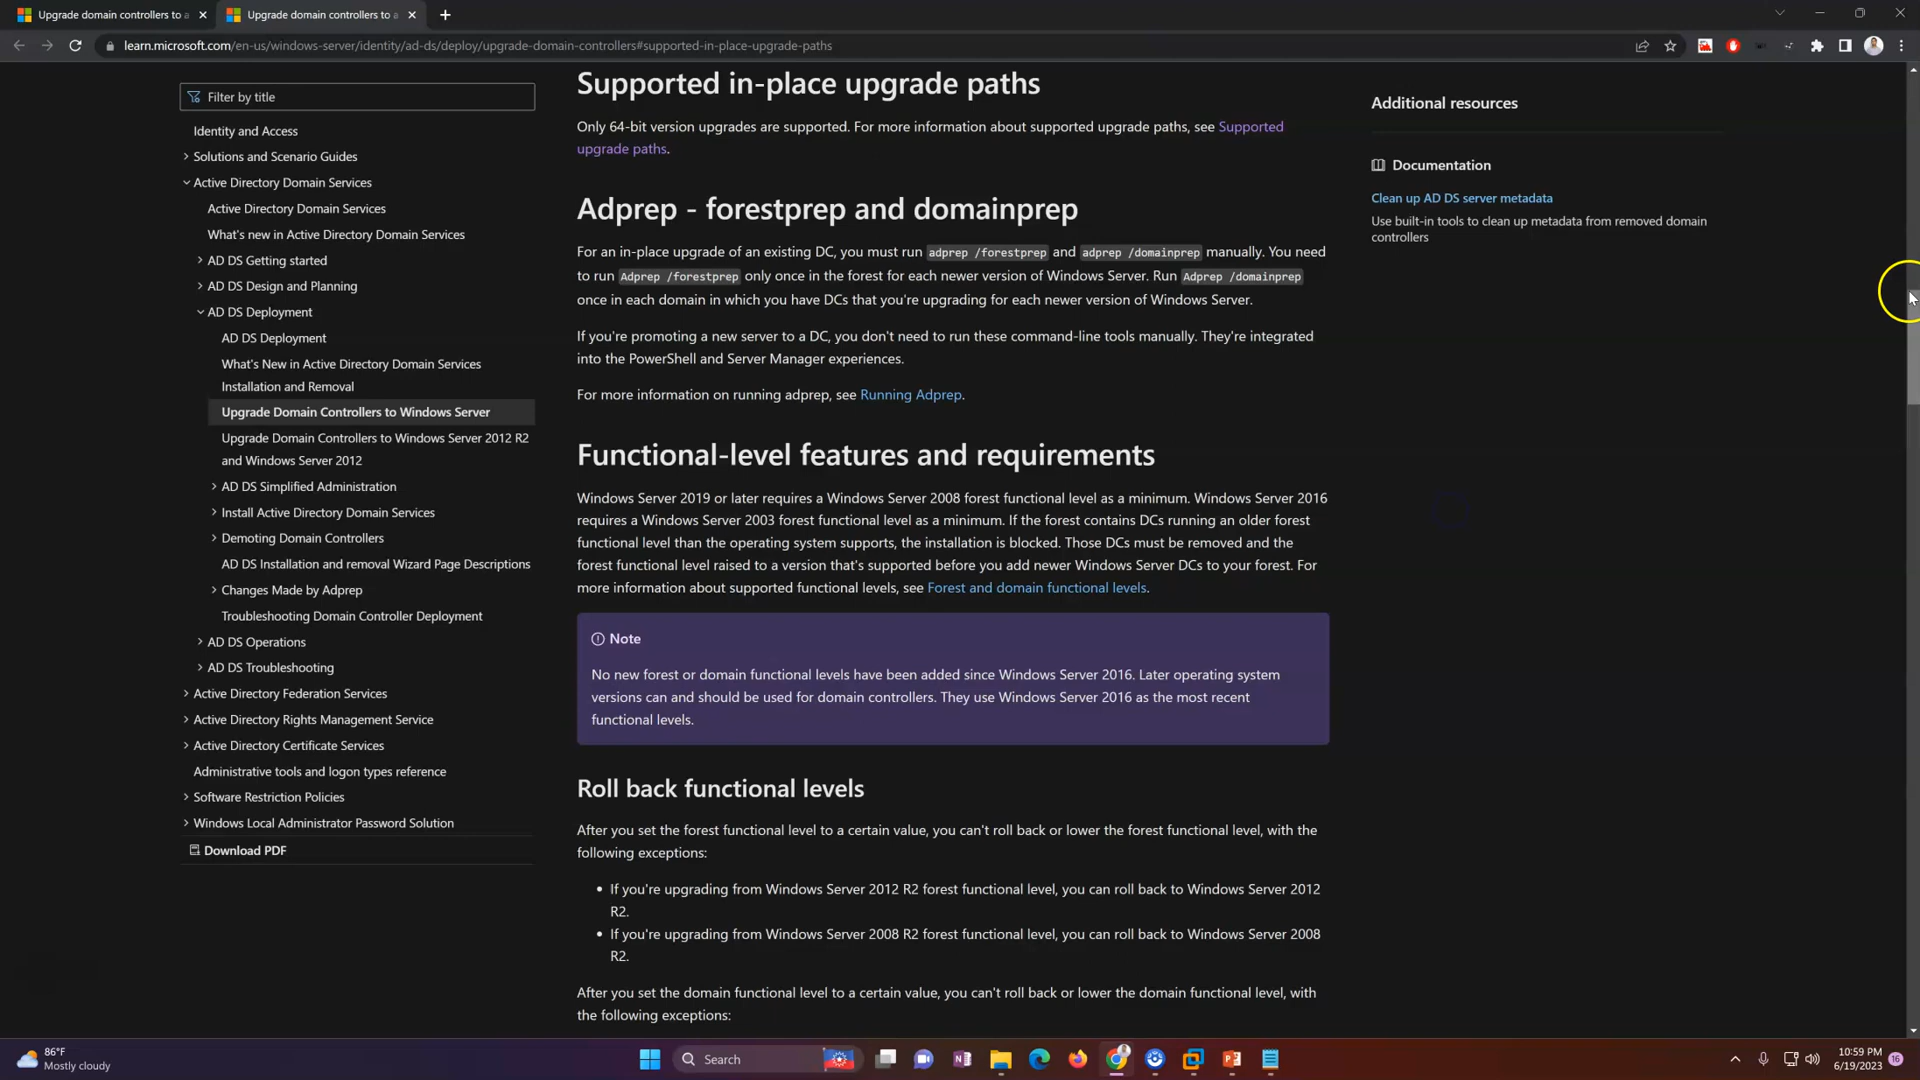 Upgrade domain controllers to a
Upgrade domain controllers to a
learn.microsoft.com/en-us/windows-server/identity/ad-ds/deploy/upgrade-domain-controllers#supported-in-place-upgrade-paths
Filter by title
Identity and Access
Solutions and Scenario Guides
Active Directory Domain Services
Active Directory Domain Services
What's new in Active Directory Domain Services
AD DS Getting started
AD DS Design and Planning
AD DS Deployment
AD DS Deployment
What's New in Active Directory Domain Services
Installation and Removal
Upgrade Domain Controllers to Windows Server
Upgrade Domain Controllers to Windows Server 2012 R2
and Windows Server 2012
AD DS Simplified Administration
Install Active Directory Domain Services
Demoting Domain Controllers
AD DS Installation and removal Wizard Page Descriptions
Changes Made by Adprep
Troubleshooting Domain Controller Deployment
AD DS Operations
AD DS Troubleshooting
Active Directory Federation Services
Active Directory Rights Management Service
Active Directory Certificate Services
Administrative tools and logon types reference
Software Restriction Policies
Windows Local Administrator Password Solution
Download PDF
Supported in-place upgrade paths
Only 64-bit version upgrades are supported. For more information about supported upgrade paths, see Supported
upgrade paths.
Adprep - forestprep and domainprep
For an in-place upgrade of an existing DC, you must run adprep /forestprep and adprep /domainprep manually. You need
to run Adprep /forestprep only once in the forest for each newer version of Windows Server. Run Adprep /domainprep
once in each domain in which you have DCs that you're upgrading for each newer version of Windows Server.
If you're promoting a new server to a DC, you don't need to run these command-line tools manually. They're integrated
into the PowerShell and Server Manager experiences.
For more information on running adprep, see Running Adprep.
Functional-level features and requirements
Windows Server 2019 or later requires a Windows Server 2008 forest functional level as a minimum. Windows Server 2016
requires a Windows Server 2003 forest functional level as a minimum. If the forest contains DCs running an older forest
functional level than the operating system supports, the installation is blocked. Those DCs must be removed and the
forest functional level raised to a version that's supported before you add newer Windows Server DCs to your forest. For
more information about supported functional levels, see Forest and domain functional levels.
Note
No new forest or domain functional levels have been added since Windows Server 2016. Later operating system
versions can and should be used for domain controllers. They use Windows Server 2016 as the most recent
functional levels.
Roll back functional levels
After you set the forest functional level to a certain value, you can't roll back or lower the forest functional level, with the
following exceptions:
• If you're upgrading from Windows Server 2012 R2 forest functional level, you can roll back to Windows Server 2012
R2.
• If you're upgrading from Windows Server 2008 R2 forest functional level, you can roll back to Windows Server 2008
R2.
After you set the domain functional level to a certain value, you can't roll back or lower the domain functional level, with
the following exceptions:
Additional resources
Documentation
Clean up AD DS server metadata
Use built-in tools to clean up metadata from removed domain
controllers
86°F
Mostly cloudy
Search
10:59 PM
6/19/2023
16